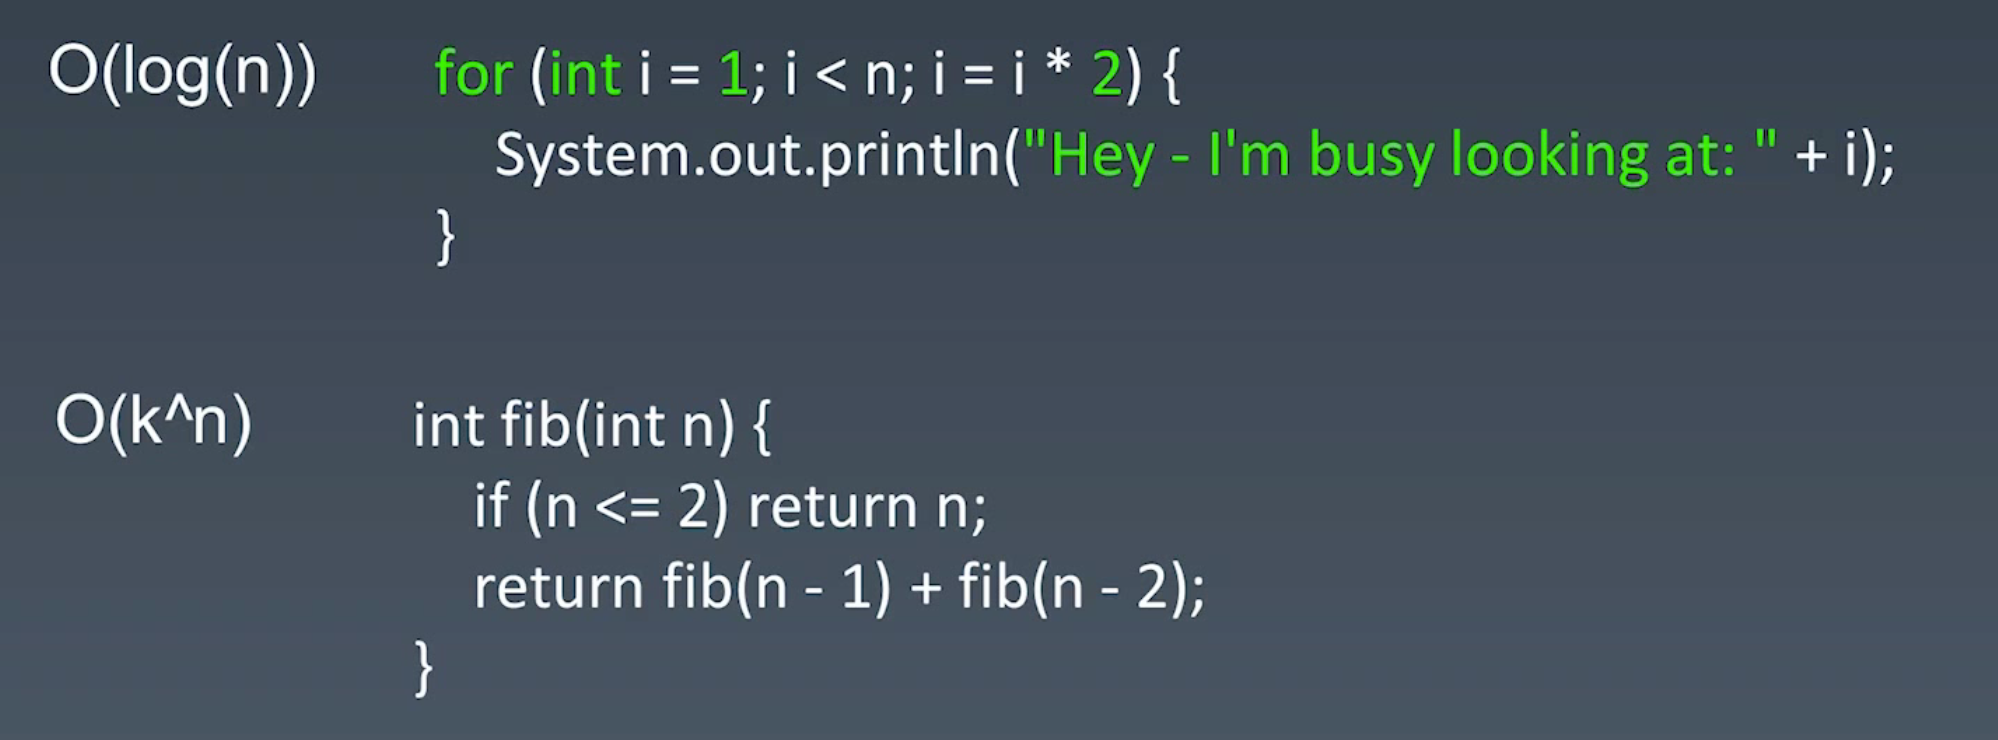 O(log(n)) for (int i = 1; i < n; i = i * 2) {
System.out.println("Hey - I'm busy looking at: " + i);
}
O(k^n) int fib(int n) {
if (n <= 2) return n;
return fib(n - 1) + fib(n - 2);
}